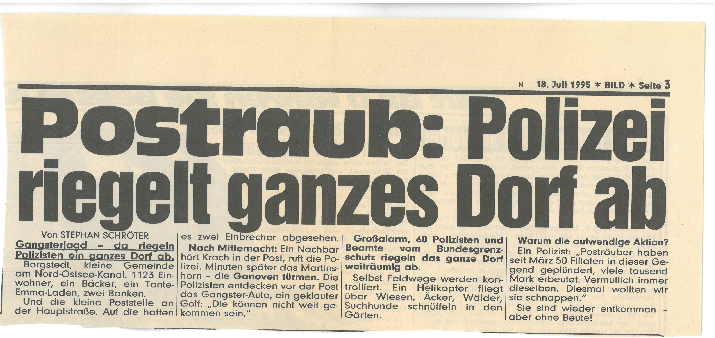 N 18. Juli 1995 ★ BILD ★ Seite 3
Postraub: Polizei
riegelt ganzes Dorf ab
Von STEPHAN SCHRÖTER
Gangsterjagd – da riegeln
Polizisten ein ganzes Dorf ab.
Borgstedt, kleine Gemeinde
am Nord-Ostsee-Kanal. 1125 Ein-
wohner, ein Bäcker, ein Tante-
Emma-Laden, zwei Banken.
Und die kleine Poststelle an
der Hauptstraße. Auf die hatten
es zwei Einbrecher abgesehen.
Nach Mitternacht: Ein Nachbar
hört Krach in der Post, ruft die Po-
lizei. Minuten später das Martins-
horn – die Ganoven türmen. Die
Polizisten entdecken vor der Post
das Gangster-Auto, ein geklauter
Golf: „Die können nicht weit ge-
kommen sein."
Großalarm, 60 Polizisten und
Beamte vom Bundesgrenz-
schutz riegeln das ganze Dorf
weiträumig ab.
Selbst Feldwege werden kon-
trolliert. Ein Helikopter fliegt
über Wiesen, Äcker, Wälder,
Suchhunde schnüffeln in den
Gärten.
Warum die aufwendige Aktion?
Ein Polizist: „Posträuber haben
seit März 50 Filialen in dieser Ge-
gend geplündert, viele tausend
Mark erbeutet. Vermutlich immer
dieselben. Diesmal wollten wir
sie schnappen."
Sie sind wieder entkommen –
aber ohne Beute!